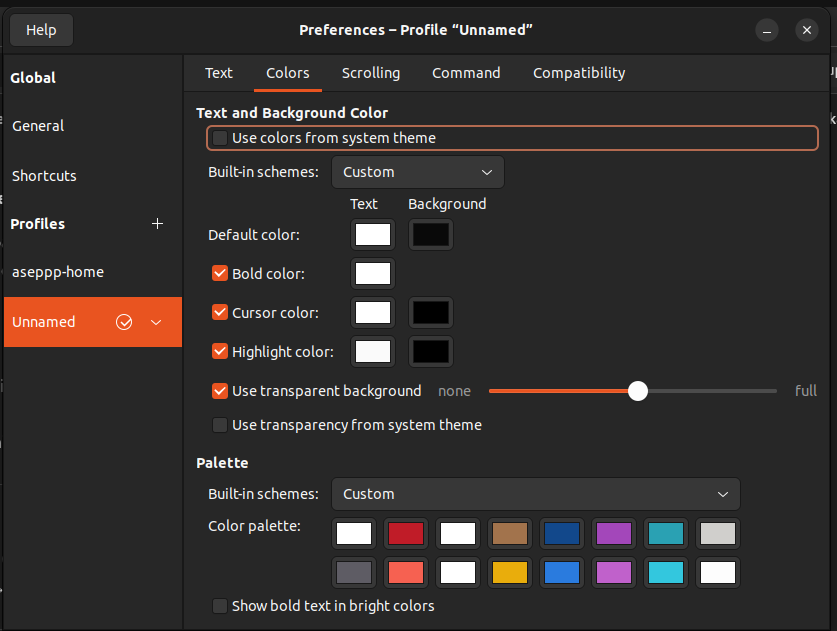 Help
Preferences – Profile “Unnamed”
Global
General
Shortcuts
Profiles
aseppp-home
Unnamed
Text Colors Scrolling Command Compatibility
Text and Background Color
Use colors from system theme
Built-in schemes: Custom
Text Background
Default color:
Bold color:
Cursor color:
Highlight color:
Use transparent background none full
Use transparency from system theme
Palette
Built-in schemes: Custom
Color palette:
Show bold text in bright colors